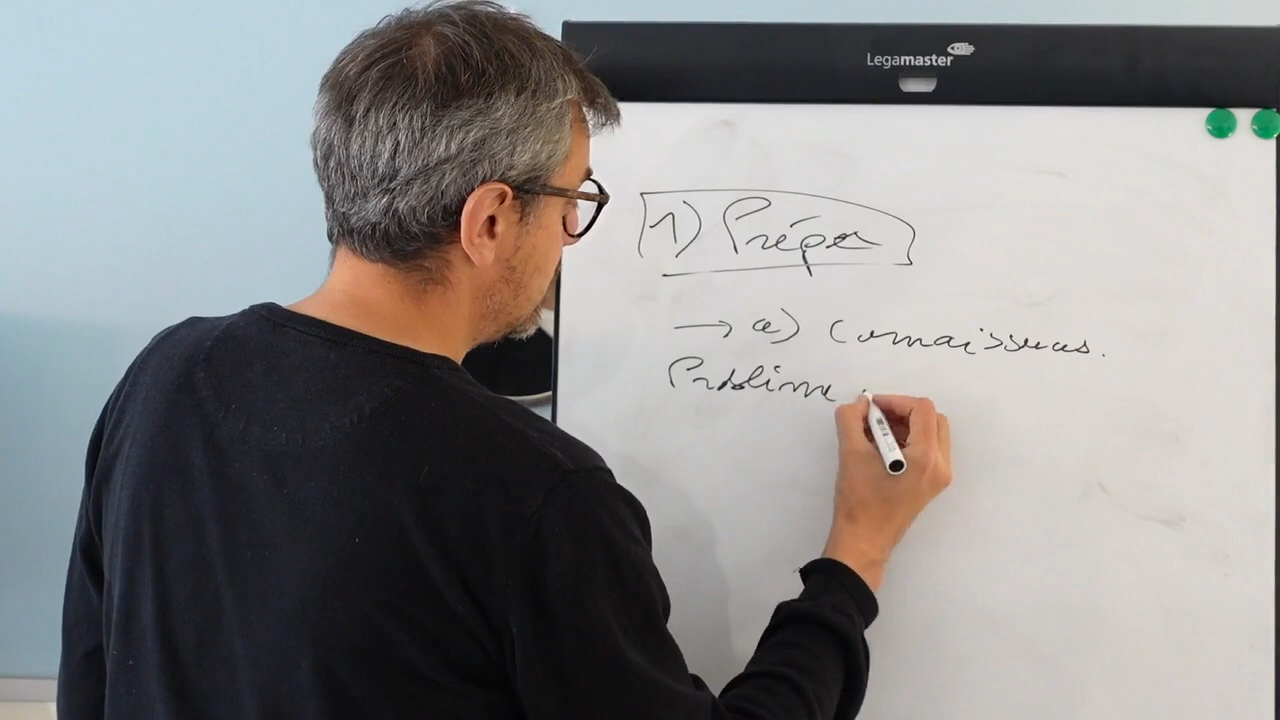 Legamaster
1) Prépa
→ a) Connaissances.
Problème